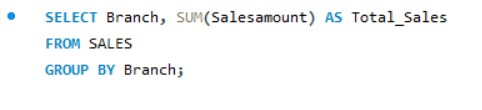 SELECT Branch, SUM(Salesamount) AS Total_Sales
FROM SALES
GROUP BY Branch;